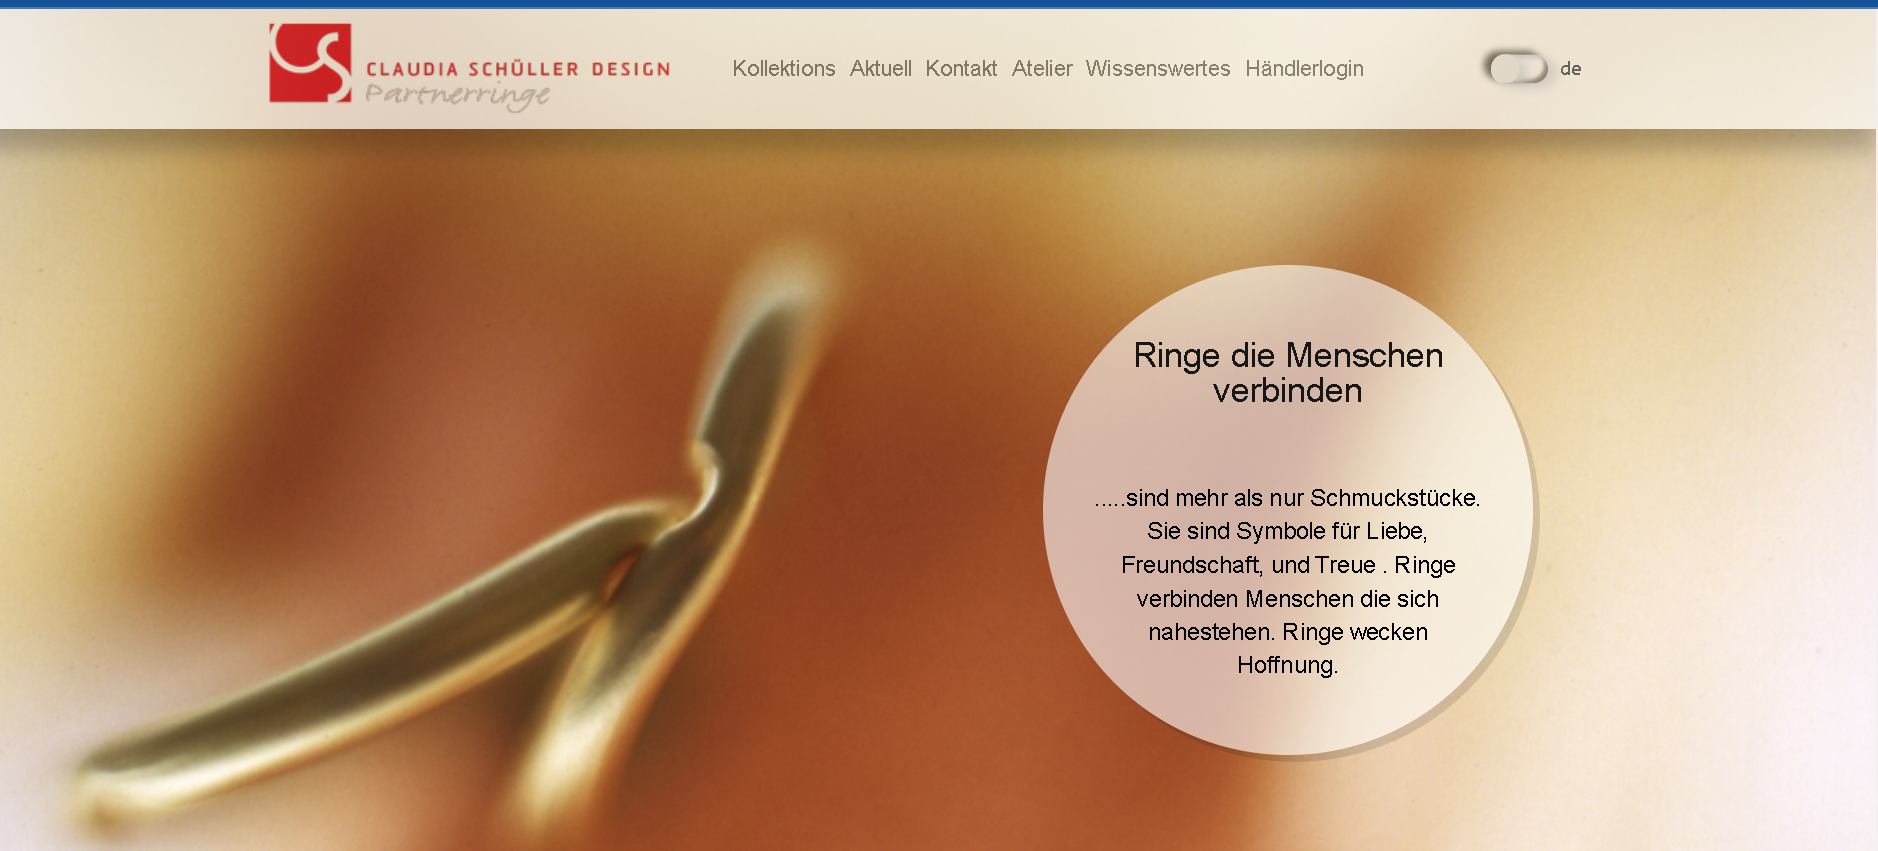 CLAUDIA SCHÜLLER DESIGN
Partnerringe
Kollektions Aktuell Kontakt Atelier Wissenswertes Händlerlogin
de
Ringe die Menschen
verbinden
.....sind mehr als nur Schmuckstücke.
Sie sind Symbole für Liebe,
Freundschaft, und Treue . Ringe
verbinden Menschen die sich
nahestehen. Ringe wecken
Hoffnung.